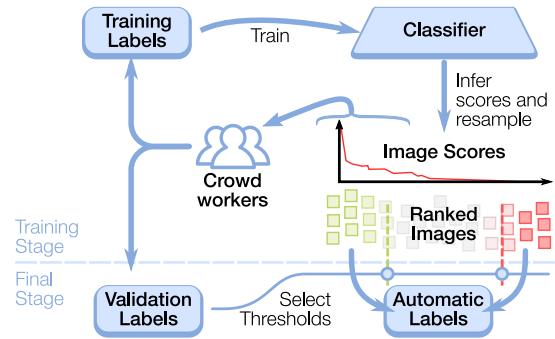 Training
Labels
Train
Classifier
Infer
scores and
resample
Image Scores
Crowd
workers
Ranked
Images
Training
Stage
Final
Stage
Validation
Labels
Select
Thresholds
Automatic
Labels